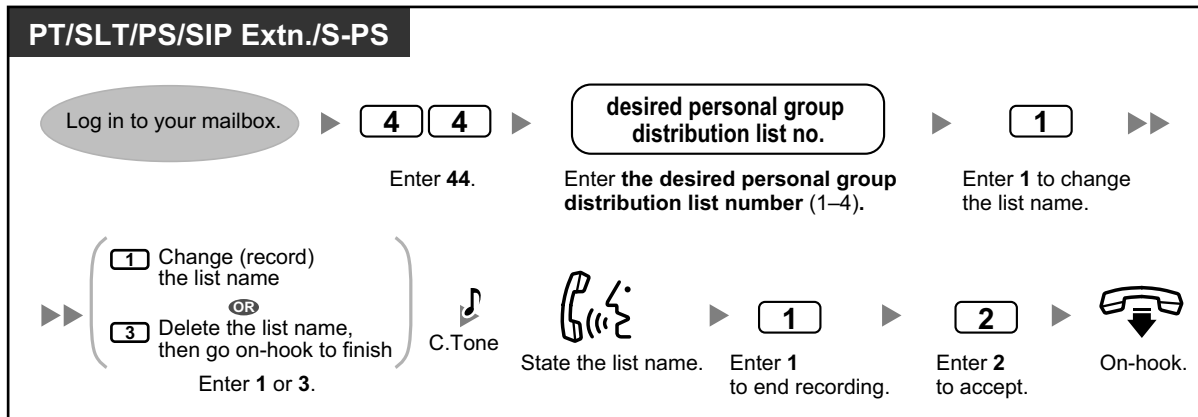 PT/SLT/PS/SIP Extn./S-PS
Log in to your mailbox.
4 4
desired personal group
distribution list no.
1
Enter 44.
Enter the desired personal group
distribution list number (1–4).
Enter 1 to change
the list name.
1 Change (record)
the list name
OR
3 Delete the list name,
then go on-hook to finish
Enter 1 or 3.
C.Tone
State the list name.
1
Enter 1
to end recording.
2
Enter 2
to accept.
On-hook.